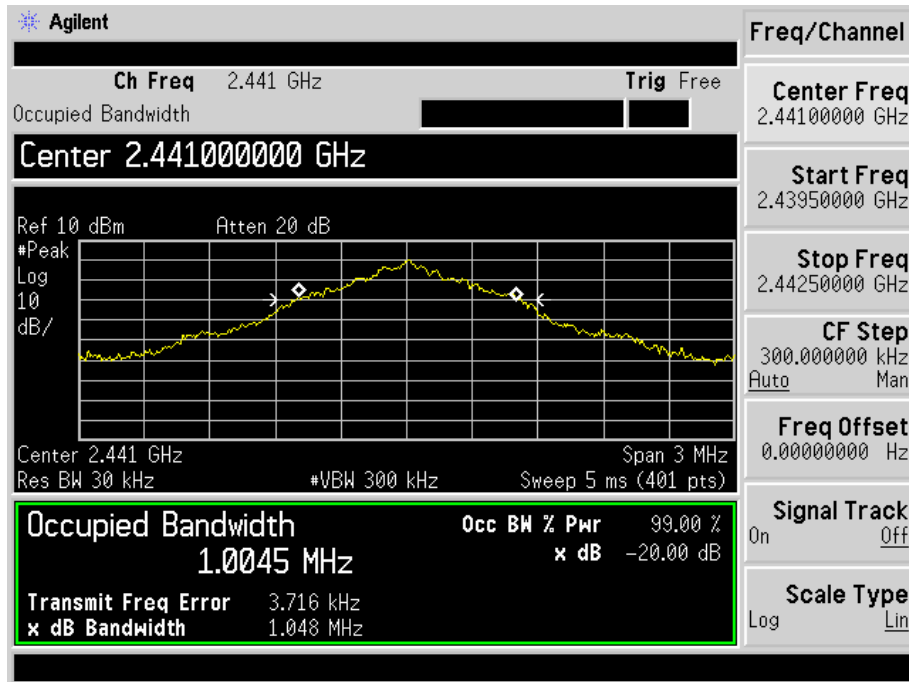 Agilent
Freq/Channel
Ch Freq 2.441 GHz Trig Free
Occupied Bandwidth
Center 2.441000000 GHz
Ref 10 dBm Atten 20 dB
#Peak
Log
10
dB/
Center 2.441 GHz Span 3 MHz
Res BW 30 kHz #VBW 300 kHz Sweep 5 ms (401 pts)
Occupied Bandwidth
1.0045 MHz
Occ BW % Pwr 99.00 %
x dB -20.00 dB
Transmit Freq Error 3.716 kHz
x dB Bandwidth 1.048 MHz
Center Freq
2.44100000 GHz
Start Freq
2.43950000 GHz
Stop Freq
2.44250000 GHz
CF Step
300.000000 kHz
Auto Man
Freq Offset
0.00000000 Hz
Signal Track
On Off
Scale Type
Log Lin